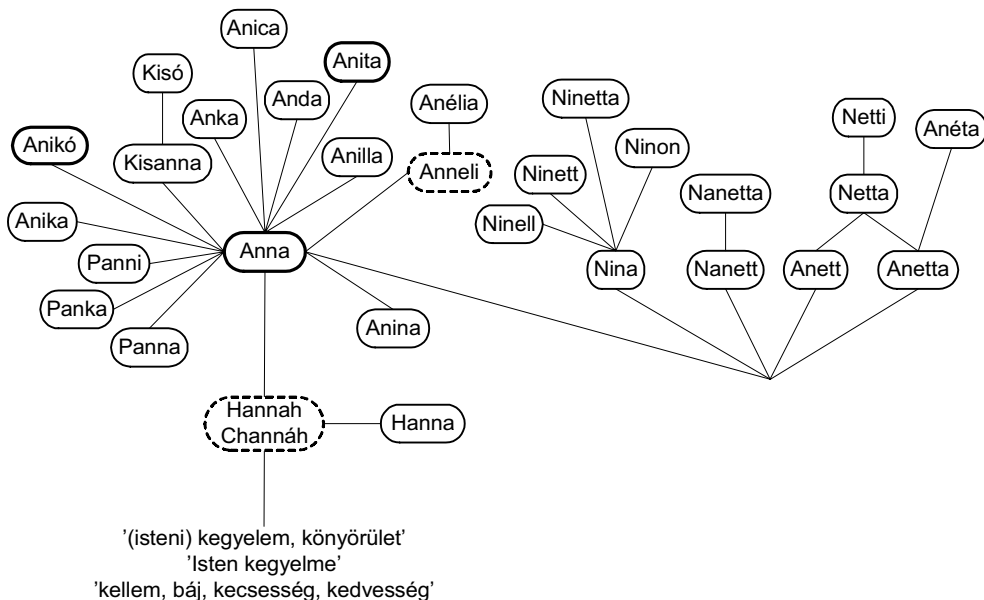 Anica
Anita
Kisó
Anka
Anda
Anélia
Ninetta
Netti
Anéta
Anikó
Kisanna
Anilla
Anneli
Ninett
Ninon
Nanetta
Netta
Anika
Ninell
Panni
Anna
Nina
Nanett
Anett
Anetta
Panka
Panna
Anina
Hannah
Channáh
Hanna
’(isteni) kegyelem, könyörület’
’Isten kegyelme’
’kellem, báj, kecsesség, kedvesség’